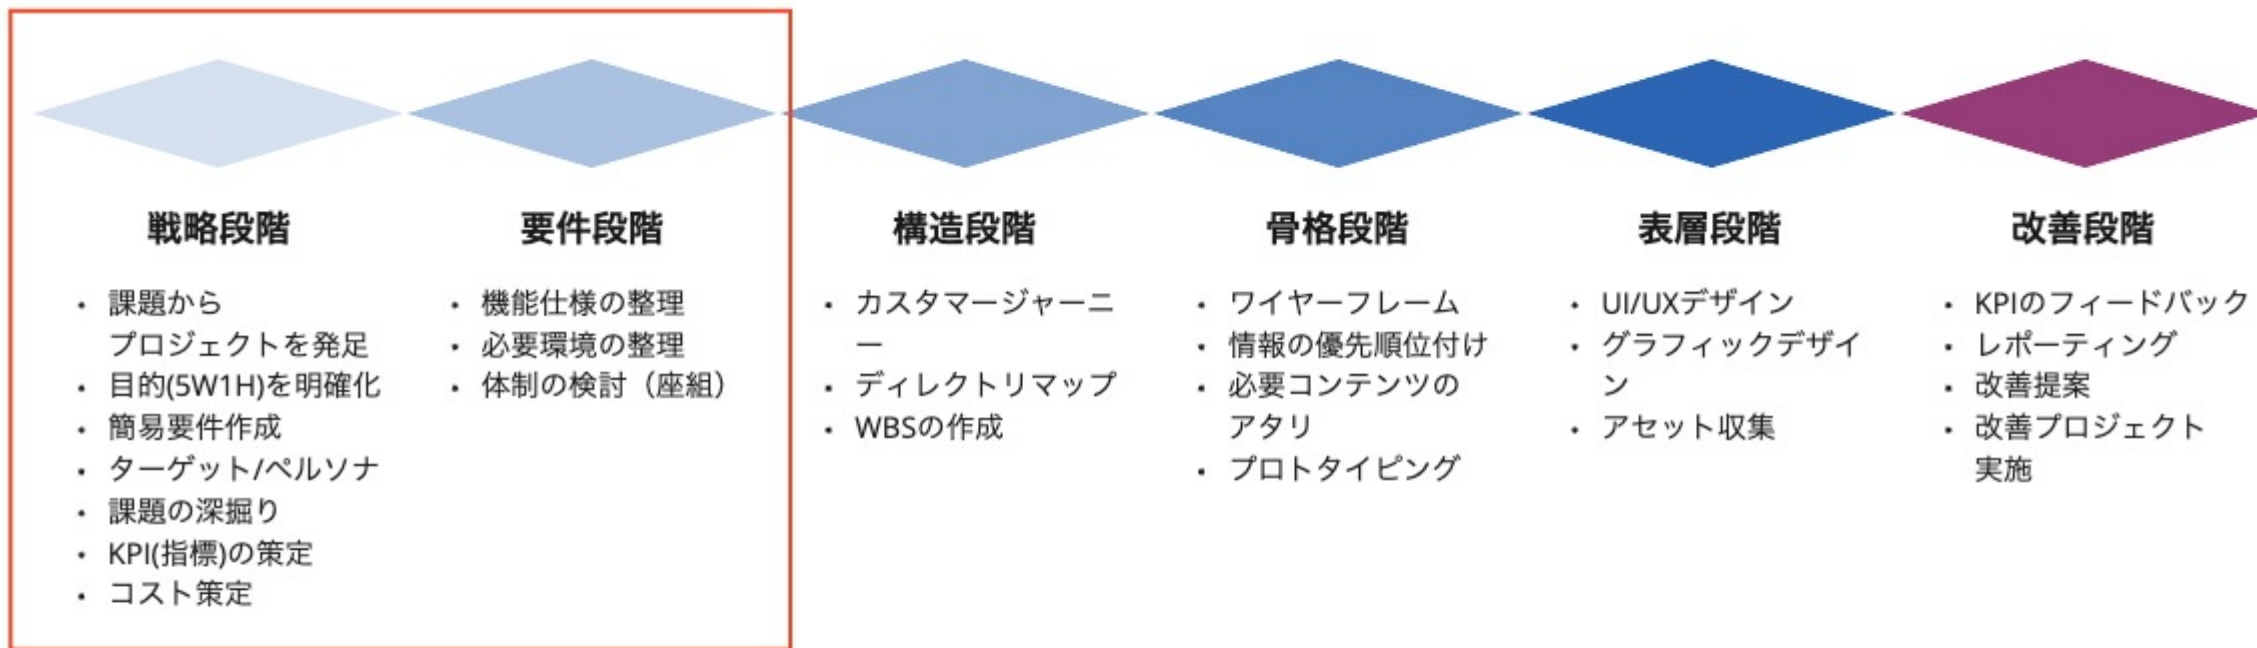 戦略段階
・ 課題から
プロジェクトを発足
・ 目的(5W1H)を明確化
・ 簡易要件作成
・ ターゲット/ペルソナ
・ 課題の深掘り
・ KPI(指標)の策定
・ コスト策定
要件段階
・ 機能仕様の整理
・ 必要環境の整理
・ 体制の検討（座組）
構造段階
・ カスタマージャーニ
ー
・ ディレクトリマップ
・ WBSの作成
骨格段階
・ ワイヤーフレーム
・ 情報の優先順位付け
・ 必要コンテンツの
アタリ
・ プロトタイピング
表層段階
・ UI/UXデザイン
・ グラフィックデザイ
ン
・ アセット収集
改善段階
・ KPIのフィードバック
・ レポーティング
・ 改善提案
・ 改善プロジェクト
実施